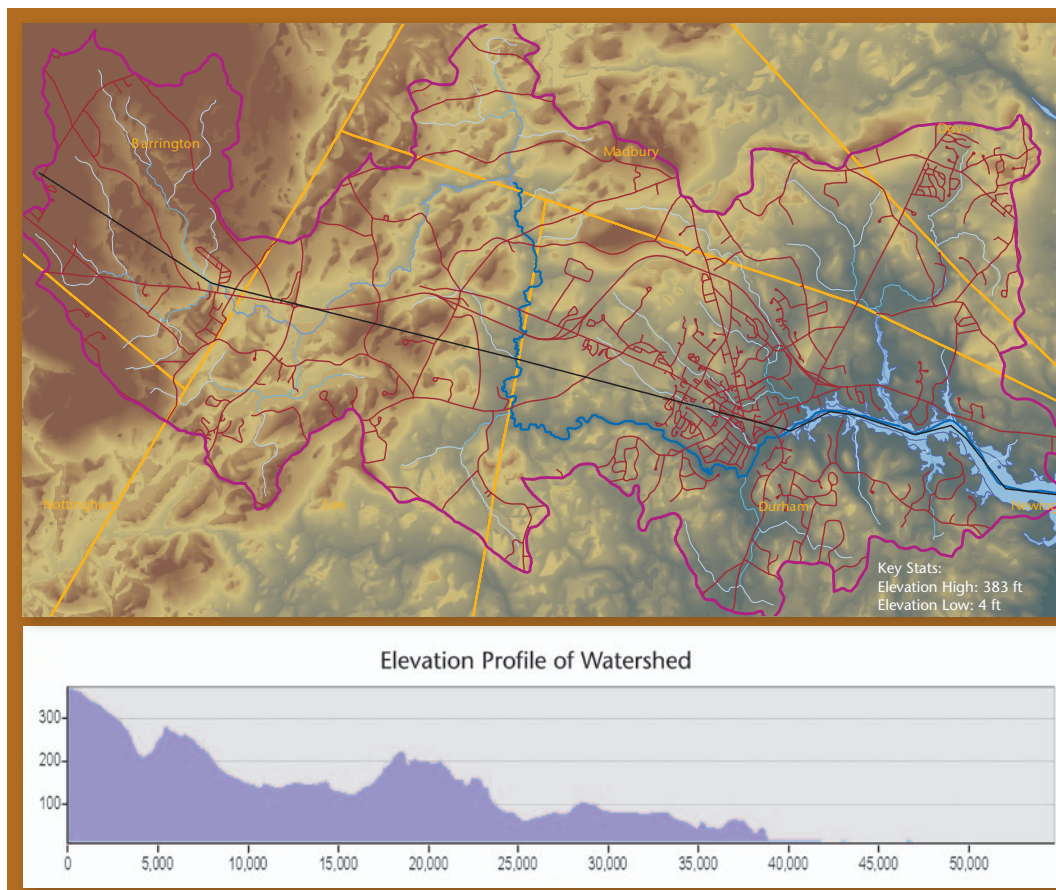 Barrington
Madbury
Dover
Nottingham
Lee
Durham
Key Stats:
Elevation High: 383 ft
Elevation Low: 4 ft
Elevation Profile of Watershed
300
200
100
0 5,000 10,000 15,000 20,000 25,000 30,000 35,000 40,000 45,000 50,000